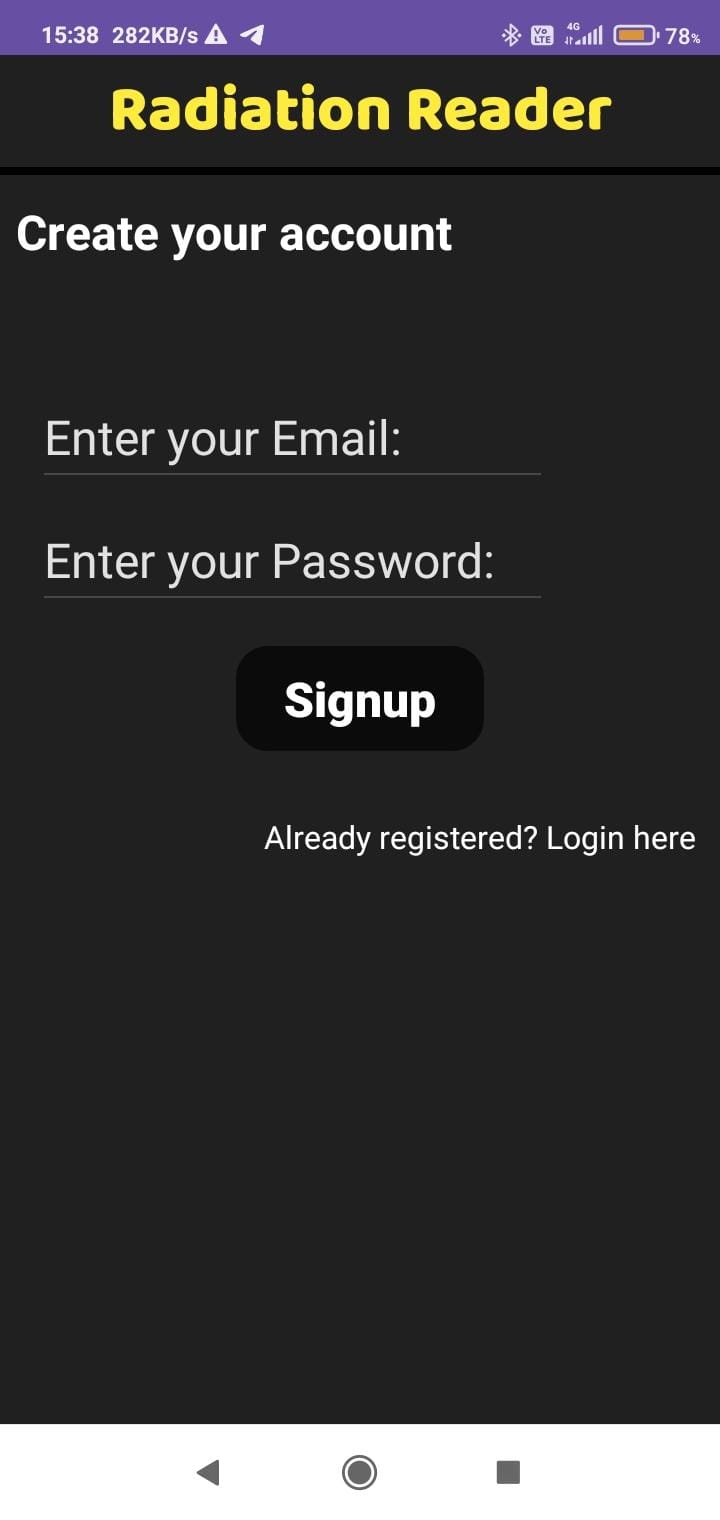 15:38 282KB/s Vo LTE 4G 78%
Radiation Reader
Create your account
Enter your Email:
Enter your Password:
Signup
Already registered? Login here